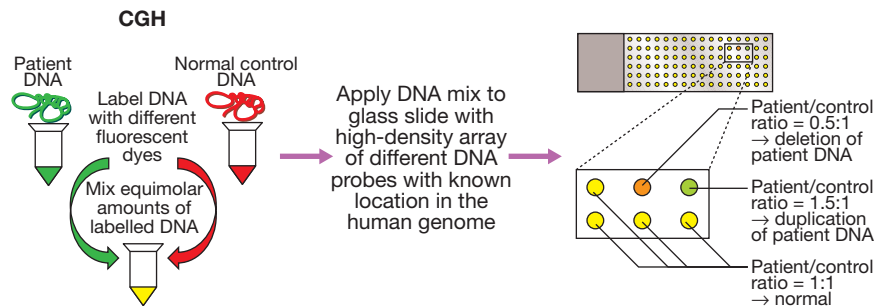 CGH
Patient
DNA
Normal control
DNA
Label DNA
with different
fluorescent
dyes
Mix equimolar
amounts of
labelled DNA
Apply DNA mix to
glass slide with
high-density array
of different DNA
probes with known
location in the
human genome
Patient/control
ratio = 0.5:1
→ deletion of
patient DNA
Patient/control
ratio = 1.5:1
→ duplication
of patient DNA
Patient/control
ratio = 1:1
→ normal